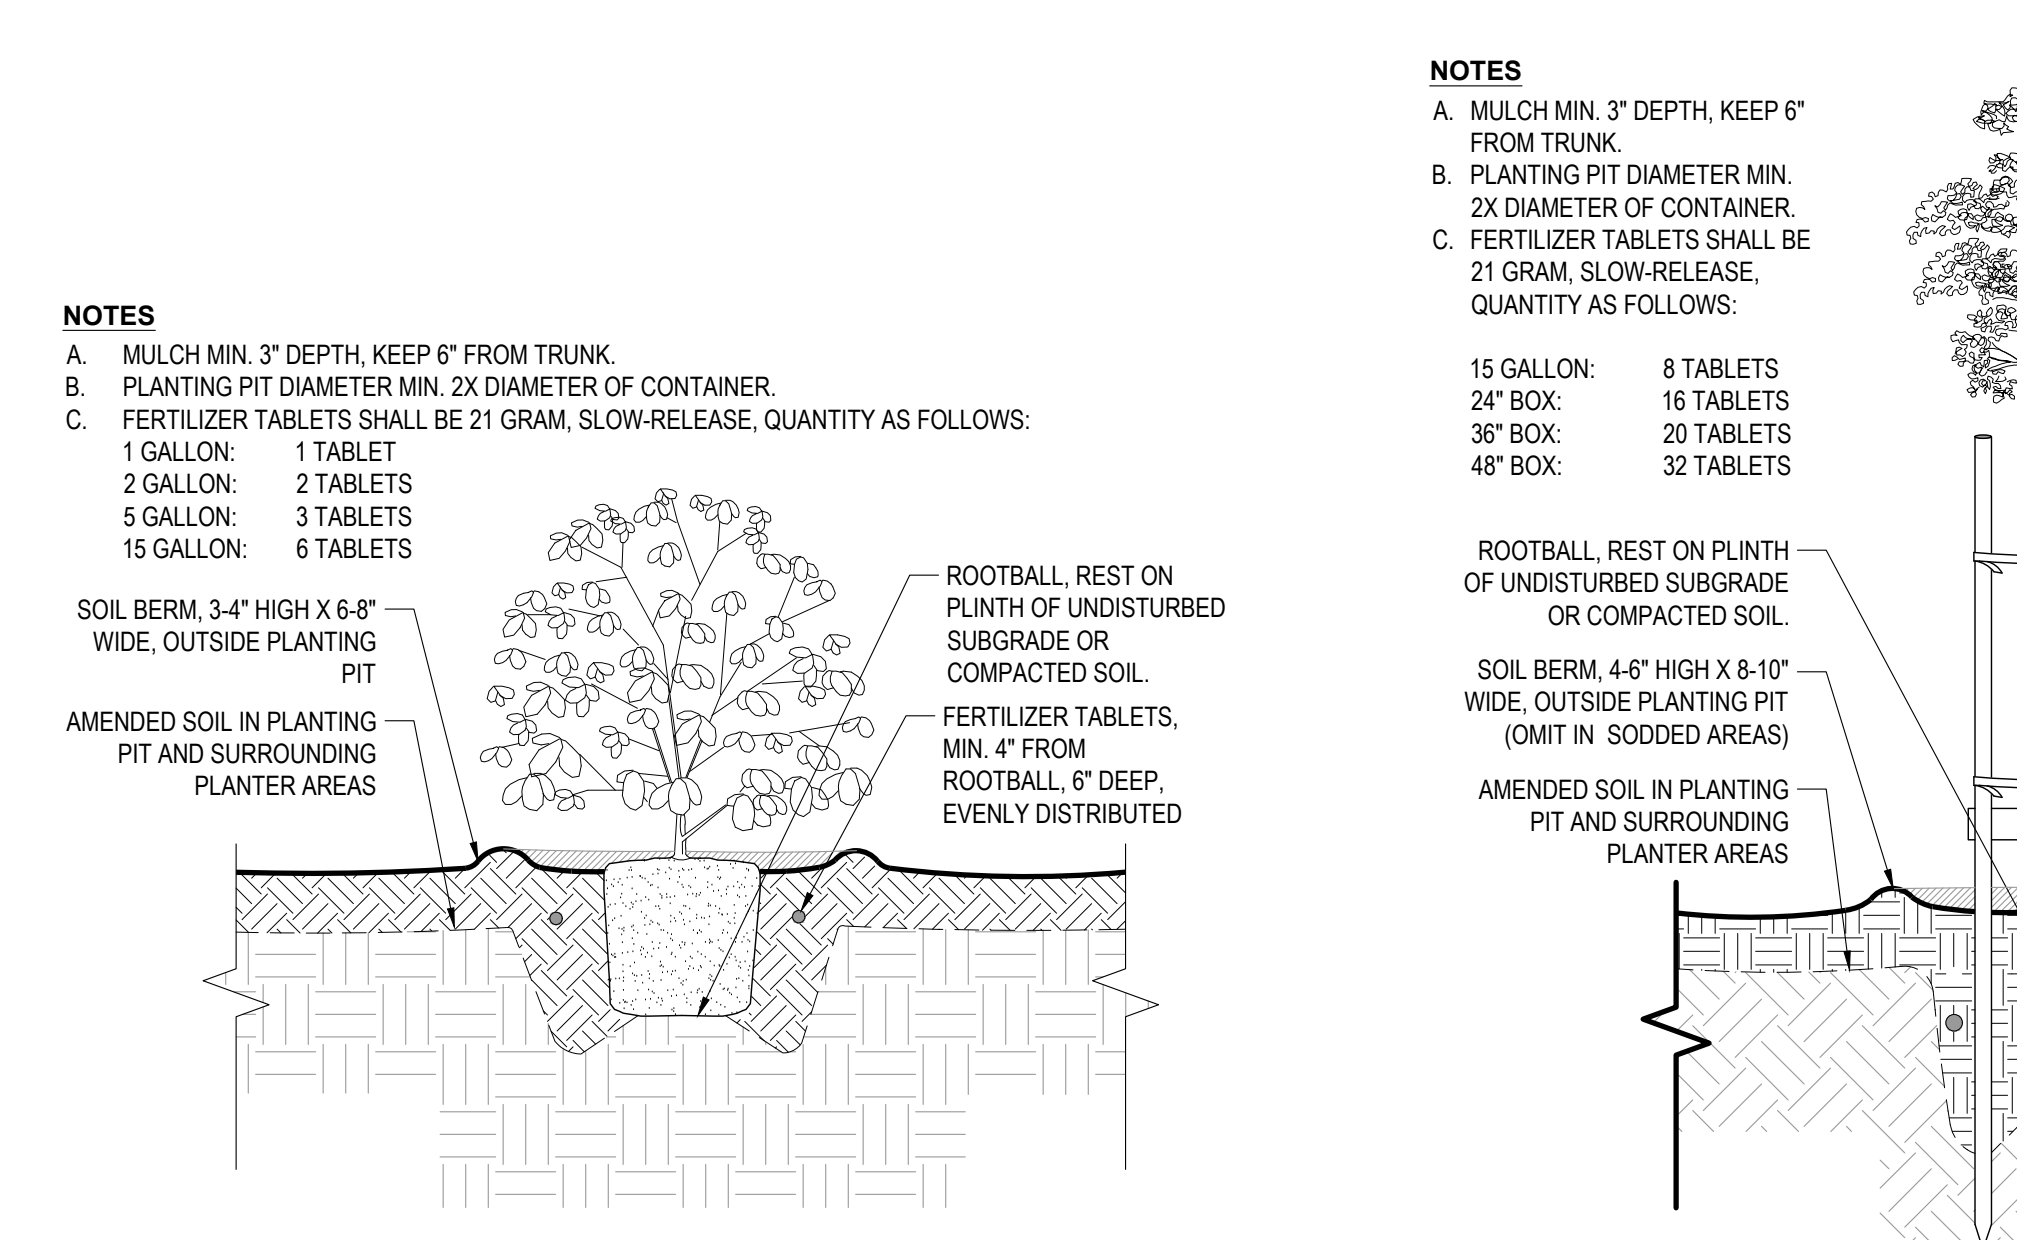 NOTES
A. MULCH MIN. 3" DEPTH, KEEP 6" FROM TRUNK.
B. PLANTING PIT DIAMETER MIN. 2X DIAMETER OF CONTAINER.
C. FERTILIZER TABLETS SHALL BE 21 GRAM, SLOW-RELEASE, QUANTITY AS FOLLOWS:
1 GALLON: 1 TABLET
2 GALLON: 2 TABLETS
5 GALLON: 3 TABLETS
15 GALLON: 6 TABLETS
SOIL BERM, 3-4" HIGH X 6-8"
WIDE, OUTSIDE PLANTING
PIT
AMENDED SOIL IN PLANTING
PIT AND SURROUNDING
PLANTER AREAS
ROOTBALL, REST ON
PLINTH OF UNDISTURBED
SUBGRADE OR
COMPACTED SOIL.
FERTILIZER TABLETS,
MIN. 4" FROM
ROOTBALL, 6" DEEP,
EVENLY DISTRIBUTED
NOTES
A. MULCH MIN. 3" DEPTH, KEEP 6"
FROM TRUNK.
B. PLANTING PIT DIAMETER MIN.
2X DIAMETER OF CONTAINER.
C. FERTILIZER TABLETS SHALL BE
21 GRAM, SLOW-RELEASE,
QUANTITY AS FOLLOWS:
15 GALLON: 8 TABLETS
24" BOX: 16 TABLETS
36" BOX: 20 TABLETS
48" BOX: 32 TABLETS
ROOTBALL, REST ON PLINTH
OF UNDISTURBED SUBGRADE
OR COMPACTED SOIL.
SOIL BERM, 4-6" HIGH X 8-10"
WIDE, OUTSIDE PLANTING PIT
(OMIT IN SODDED AREAS)
AMENDED SOIL IN PLANTING
PIT AND SURROUNDING
PLANTER AREAS